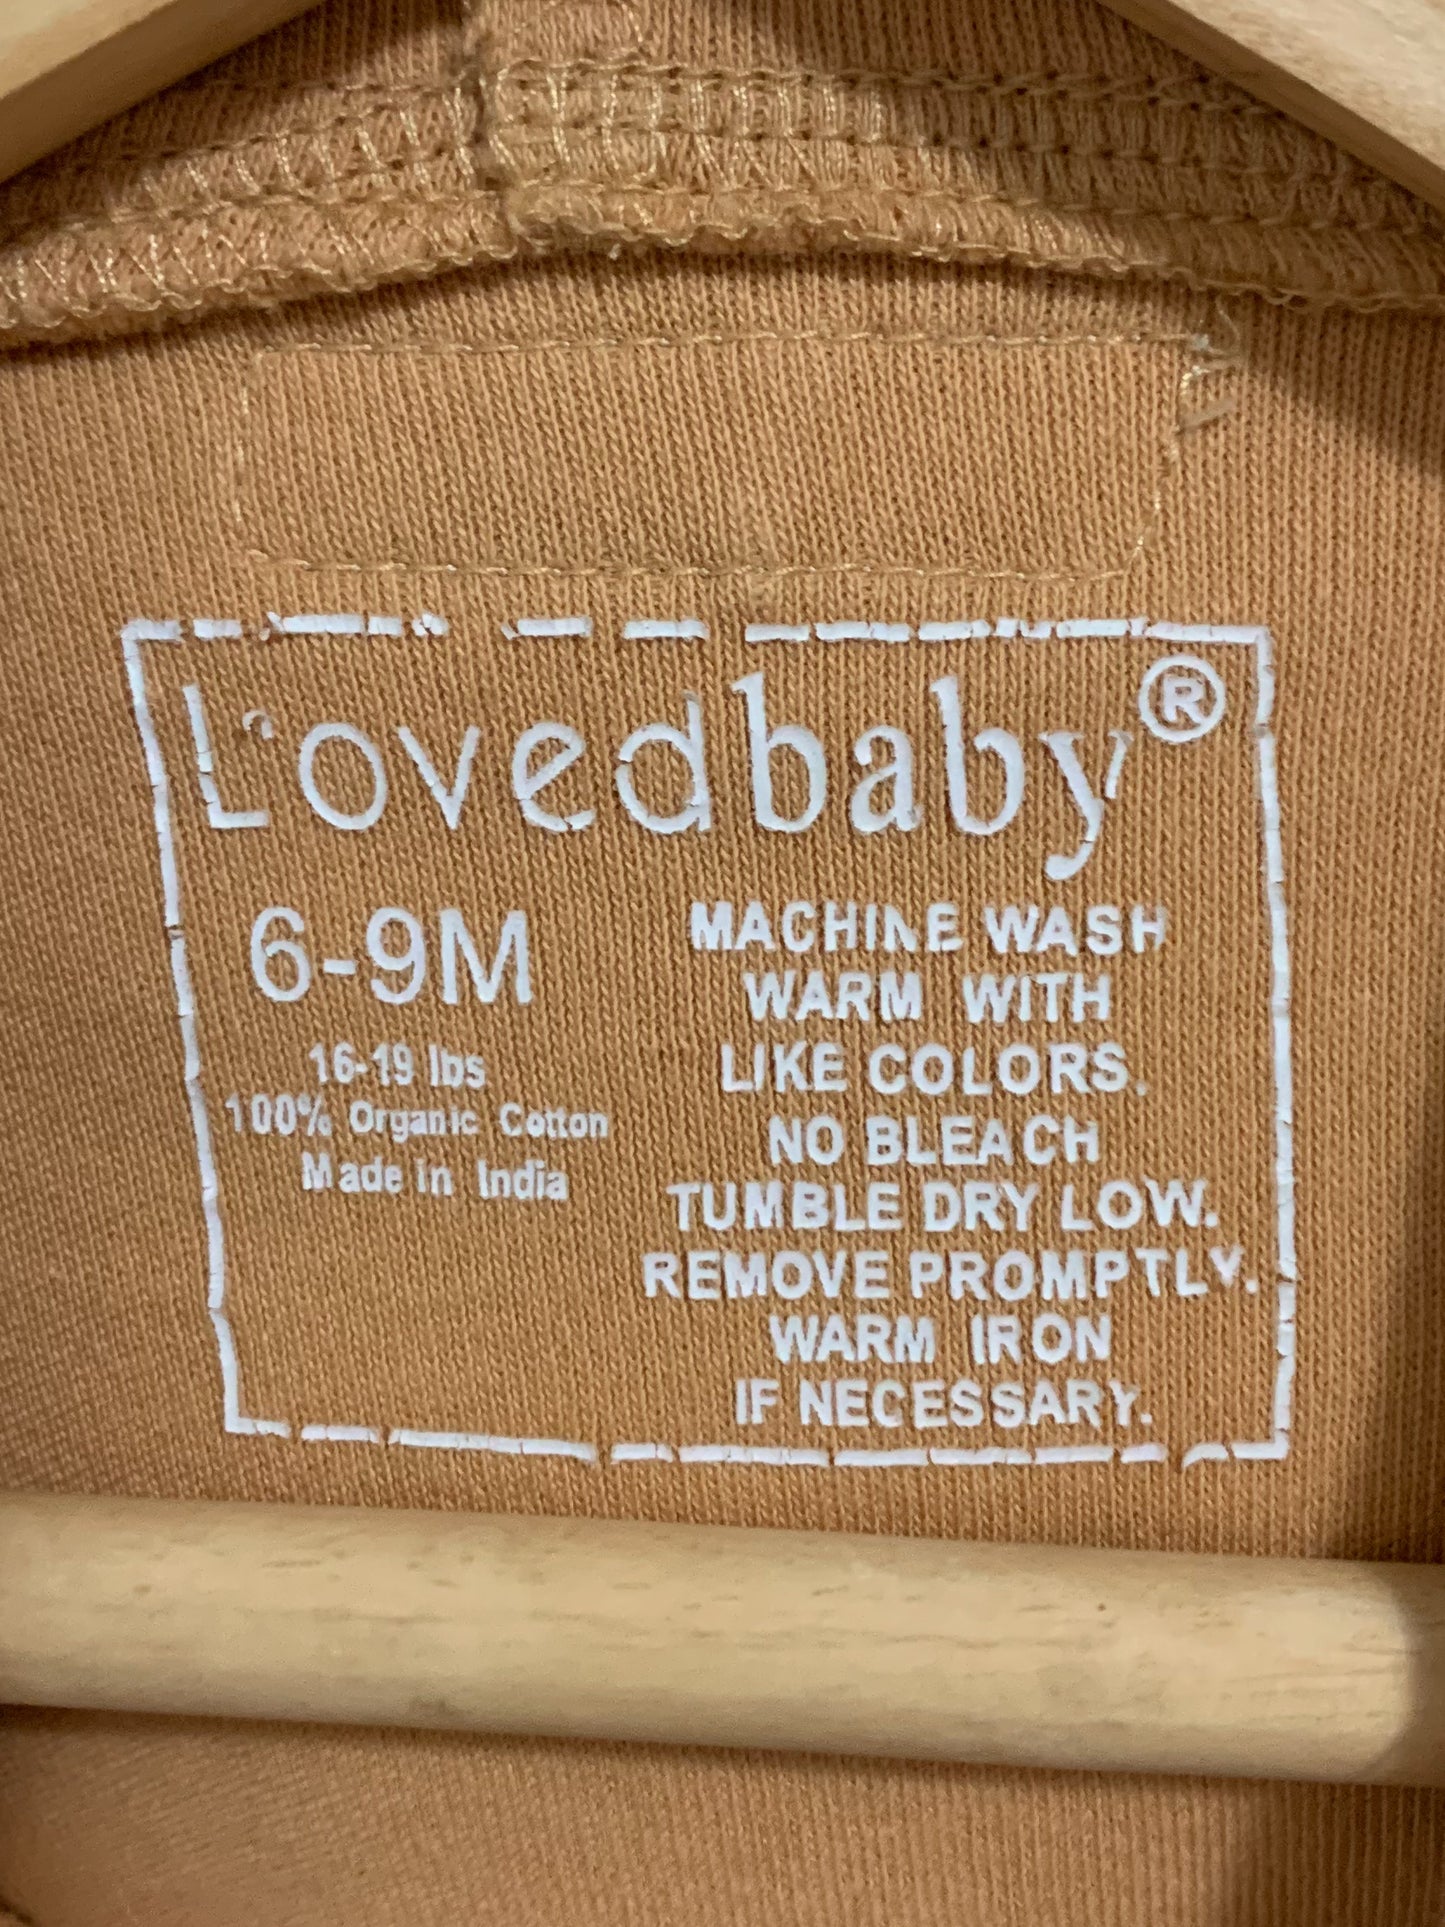 L'ovedbaby®
6-9M
16-19 lbs
100% Organic Cotton
Made in India
MACHINE WASH
WARM WITH
LIKE COLORS.
NO BLEACH
TUMBLE DRY LOW.
REMOVE PROMPTLY.
WARM IRON
IF NECESSARY.